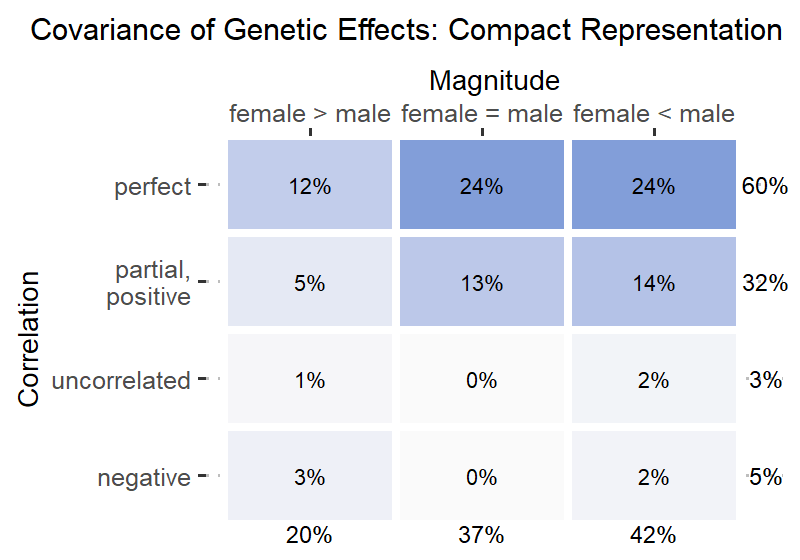 Covariance of Genetic Effects: Compact Representation
Magnitude
female > male female = male female < male
perfect 12% 24% 24% 60%
partial,
positive 5% 13% 14% 32%
uncorrelated 1% 0% 2% 3%
negative 3% 0% 2% 5%
20% 37% 42%
Correlation